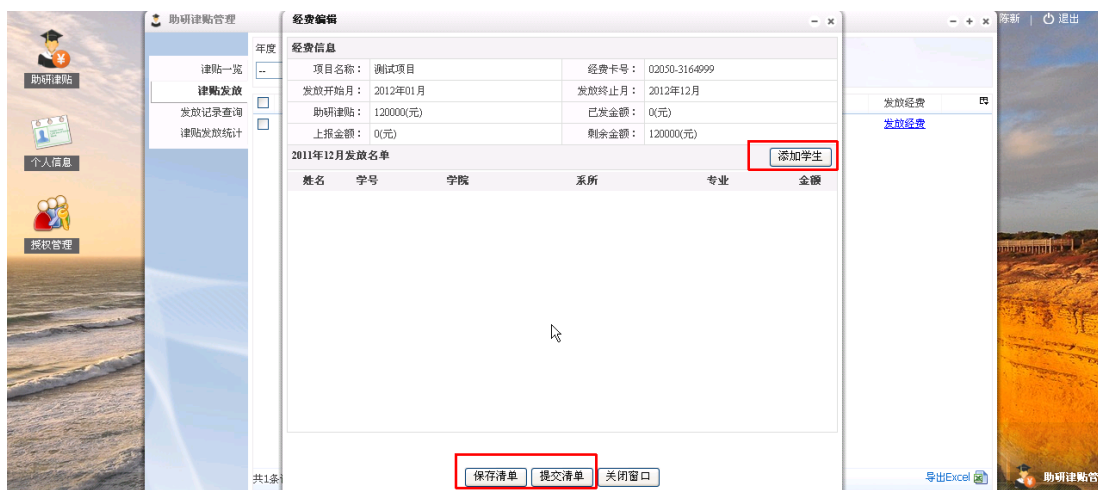 助研津贴管理
经费编辑
陈新 | 退出
助研津贴
个人信息
授权管理
津贴一览
津贴发放
发放记录查询
津贴发放统计
年度
--
经费信息
项目名称： 测试项目 经费卡号： 02050-3164999
发放开始月： 2012年01月 发放终止月： 2012年12月
助研津贴： 120000(元) 已发金额： 0(元)
上报金额： 0(元) 剩余金额： 120000(元)
2011年12月发放名单 添加学生
姓名 学号 学院 系所 专业 金额
发放经费
发放经费
保存清单 提交清单 关闭窗口
共1条
导出Excel
助研津贴管